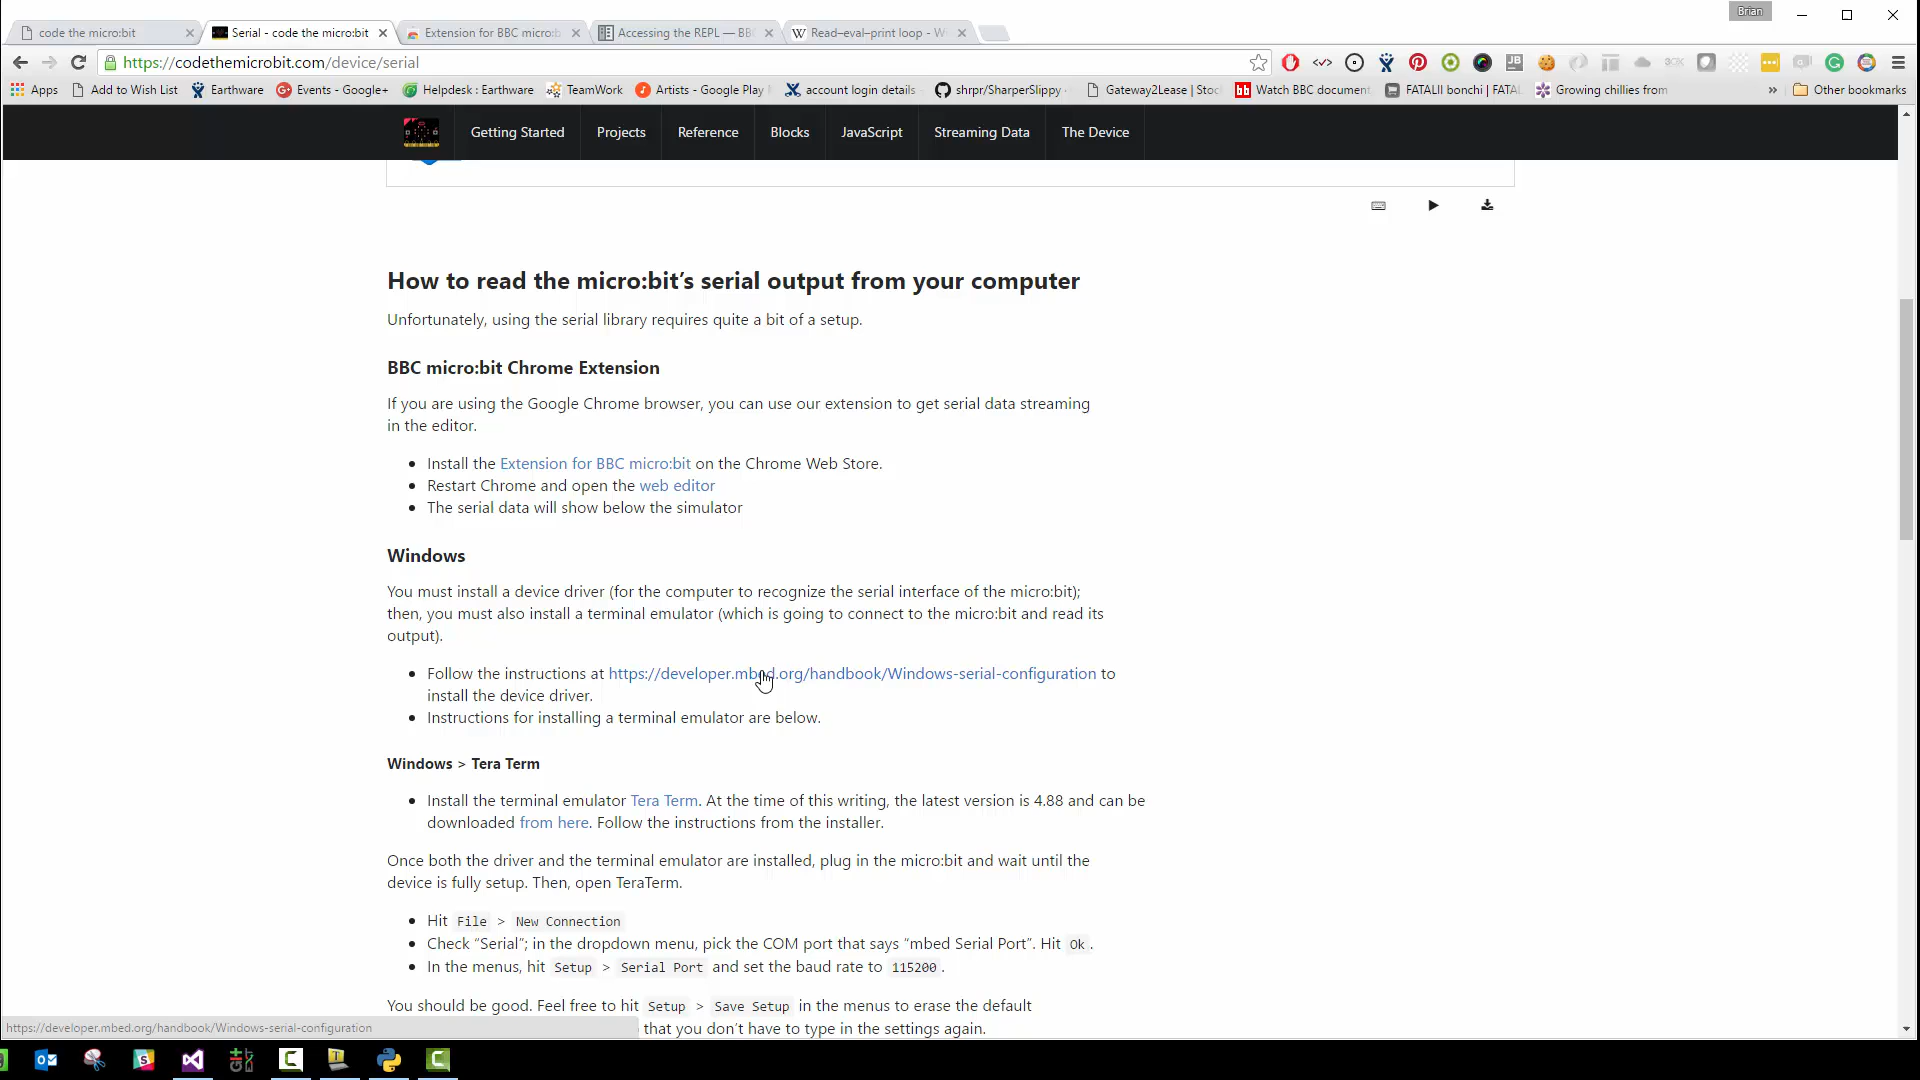 Brian
code the micro:bit
Serial - code the micro:bit
Extension for BBC micro:b
Accessing the REPL — BB
Read–eval–print loop - W
https://codethemicrobit.com/device/serial
Apps
Add to Wish List
Earthware
Events - Google+
Helpdesk : Earthware
TeamWork
Artists - Google Play
account login details
shrpr/SharperSlippy
Gateway2Lease | Stoc
bb
Watch BBC document
FATALII bonchi | FATAL
Growing chillies from
»
Other bookmarks
Getting Started
Projects
Reference
Blocks
JavaScript
Streaming Data
The Device
How to read the micro:bit’s serial output from your computer
Unfortunately, using the serial library requires quite a bit of a setup.
BBC micro:bit Chrome Extension
If you are using the Google Chrome browser, you can use our extension to get serial data streaming
in the editor.
Install the Extension for BBC micro:bit on the Chrome Web Store.
Restart Chrome and open the web editor
The serial data will show below the simulator
Windows
You must install a device driver (for the computer to recognize the serial interface of the micro:bit);
then, you must also install a terminal emulator (which is going to connect to the micro:bit and read its
output).
Follow the instructions at https://developer.mbed.org/handbook/Windows-serial-configuration to
install the device driver.
Instructions for installing a terminal emulator are below.
Windows > Tera Term
Install the terminal emulator Tera Term. At the time of this writing, the latest version is 4.88 and can be
downloaded from here. Follow the instructions from the installer.
Once both the driver and the terminal emulator are installed, plug in the micro:bit and wait until the
device is fully setup. Then, open TeraTerm.
Hit File > New Connection
Check “Serial”; in the dropdown menu, pick the COM port that says “mbed Serial Port”. Hit Ok.
In the menus, hit Setup > Serial Port and set the baud rate to 115200.
You should be good. Feel free to hit Setup > Save Setup in the menus to erase the default
that you don’t have to type in the settings again.
https://developer.mbed.org/handbook/Windows-serial-configuration